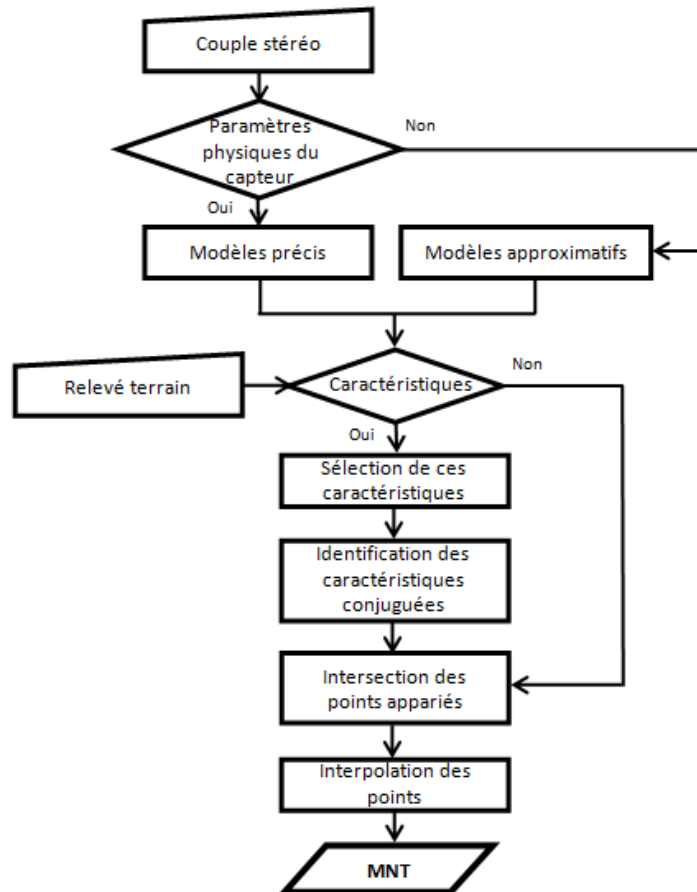 Couple stéréo
Paramètres
physiques du
capteur
Non
Oui
Modèles précis
Modèles approximatifs
Relevé terrain
Caractéristiques
Non
Oui
Sélection de ces
caractéristiques
Identification des
caractéristiques
conjuguées
Intersection des
points appariés
Interpolation des
points
MNT